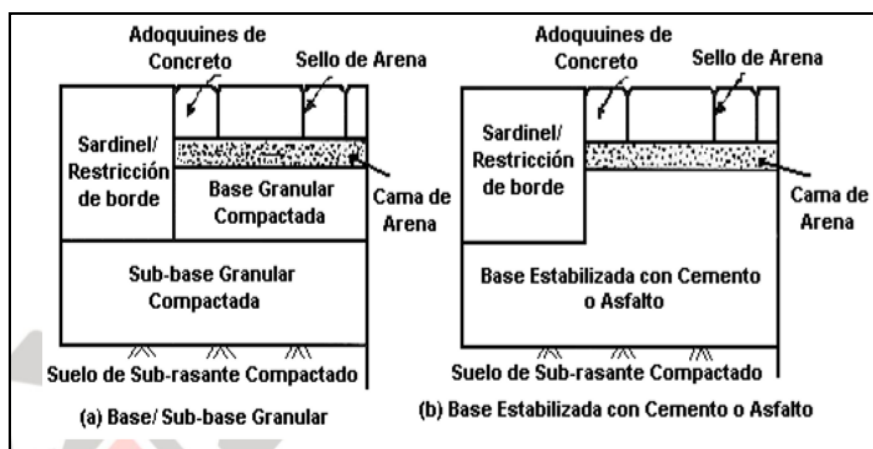 Adoquuines de
Concreto
Sello de Arena
Sardinel/
Restricción
de borde
Base Granular
Compactada
Cama de
Arena
Sub-base Granular
Compactada
Suelo de Sub-rasante Compactado
(a) Base/ Sub-base Granular
Adoquuines de
Concreto
Sello de Arena
Sardinel/
Restricción
de borde
Cama de
Arena
Base Estabilizada con Cemento
o Asfalto
Suelo de Sub-rasante Compactado
(b) Base Estabilizada con Cemento o Asfalto